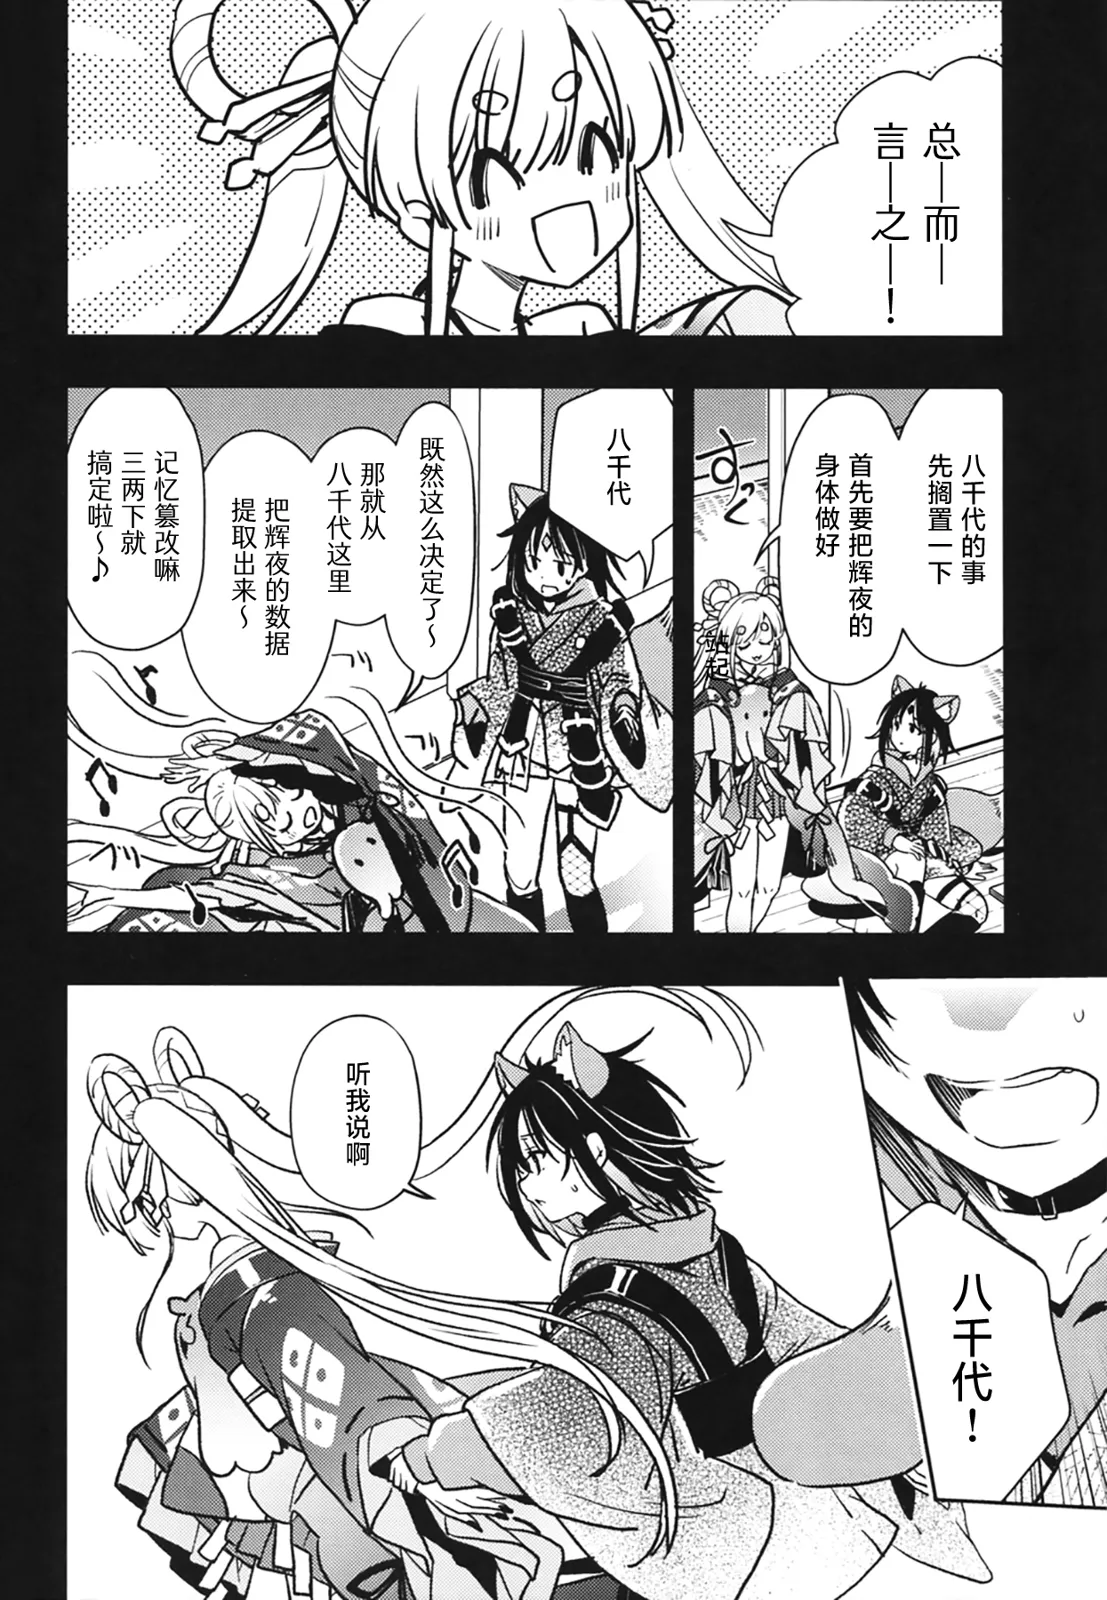 总——而——
言——之——！
八千代的事
先搁置一下
首先要把辉夜的
身体做好
すっく
站起
八千代
既然这么决定了～
那就从
八千代这里
把辉夜的数据
提取出来～
记忆篡改嘛
三两下就
搞定啦～♪
八千代！
听我说啊